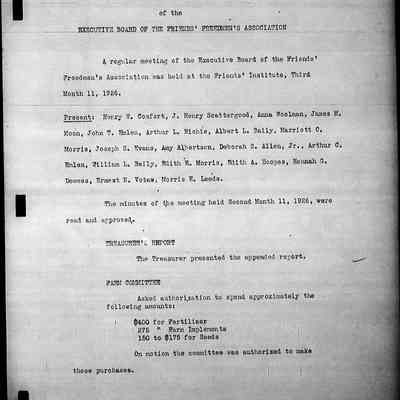 of the
EXECUTIVE BOARD OF THE FRIENDS' FREEDMEN'S ASSOCIATION
A regular meeting of the Executive Board of the Friends'
Freedmen's Association was held at the Friends' Institute, Third
Month 11, 1926.
Present: Henry W. Comfort, J. Henry Scattergood, Anna Woolman, James M.
Moon, John T. Emlen, Arthur L. Richie, Albert L. Baily, Harriott C.
Morris, Joseph S. Evans, Amy Albertson, Deborah S. Allen, Jr., Arthur C.
Emlen, William L. Baily, Edith K. Morris, Edith A. Hoopes, Hannah G.
Dewees, Ernest N. Votaw, Morris E. Leeds.
The minutes of the meeting held Second Month 11, 1926, were
read and approved.
TREASURER'S REPORT
The Treasurer presented the appended report.
FARM COMMITTEE
Asked authorization to spend approximately the
following amounts:
$400 for Fertilizer
275 " Farm Implements
150 to $175 for Seeds
On motion the committee was authorized to make
these purchases.